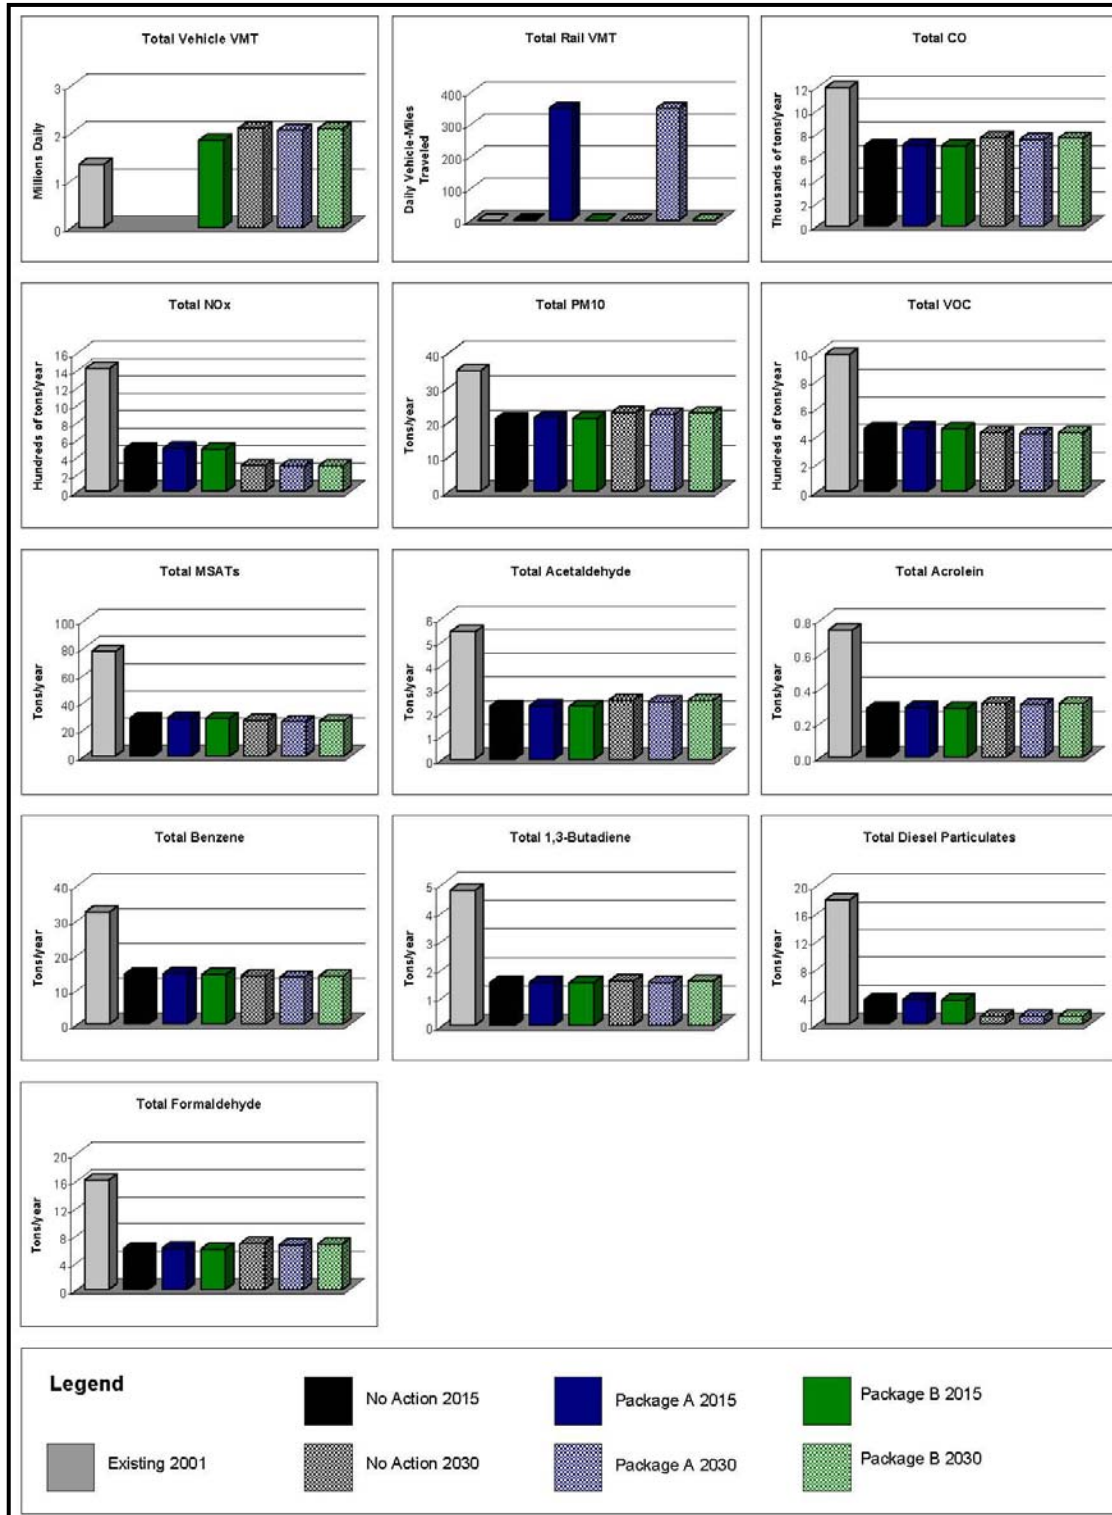 Total Vehicle VMT
Millions Daily
3
2
1
0
Total Rail VMT
Daily Vehicle-Miles
Traveled
400
300
200
100
0
Total CO
Thousands of tons/year
12
10
8
6
4
2
0
Total NOx
Hundreds of tons/year
16
14
12
10
8
6
4
2
0
Total PM10
Tons/year
40
30
20
10
0
Total VOC
Hundreds of tons/year
10
8
6
4
2
0
Total MSATs
Tons/year
100
80
60
40
20
0
Total Acetaldehyde
Tons/year
6
5
4
3
2
1
0
Total Acrolein
Tons/year
0.8
0.6
0.4
0.2
0.0
Total Benzene
Tons/year
40
30
20
10
0
Total 1,3-Butadiene
Tons/year
5
4
3
2
1
0
Total Diesel Particulates
Tons/year
20
16
12
8
4
0
Total Formaldehyde
Tons/year
20
16
12
8
4
0
Legend
No Action 2015
Package A 2015
Package B 2015
Existing 2001
No Action 2030
Package A 2030
Package B 2030